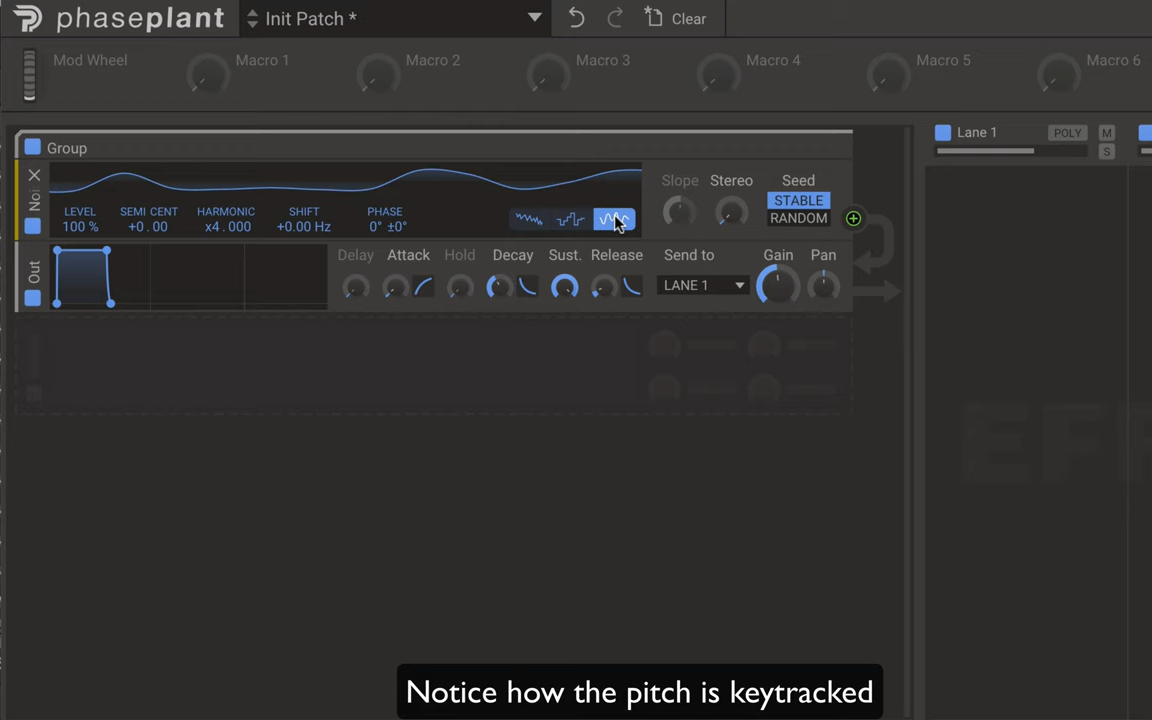 phaseplant
Init Patch *
Clear
Mod Wheel
Macro 1
Macro 2
Macro 3
Macro 4
Macro 5
Macro 6
Group
Lane 1
POLY
M
S
Noi
Slope
Stereo
Seed
STABLE
RANDOM
LEVEL
SEMI CENT
HARMONIC
SHIFT
PHASE
100 %
+0.00
x4.000
+0.00 Hz
0° ±0°
Out
Delay
Attack
Hold
Decay
Sust.
Release
Send to
LANE 1
Gain
Pan
EFF
Notice how the pitch is keytracked